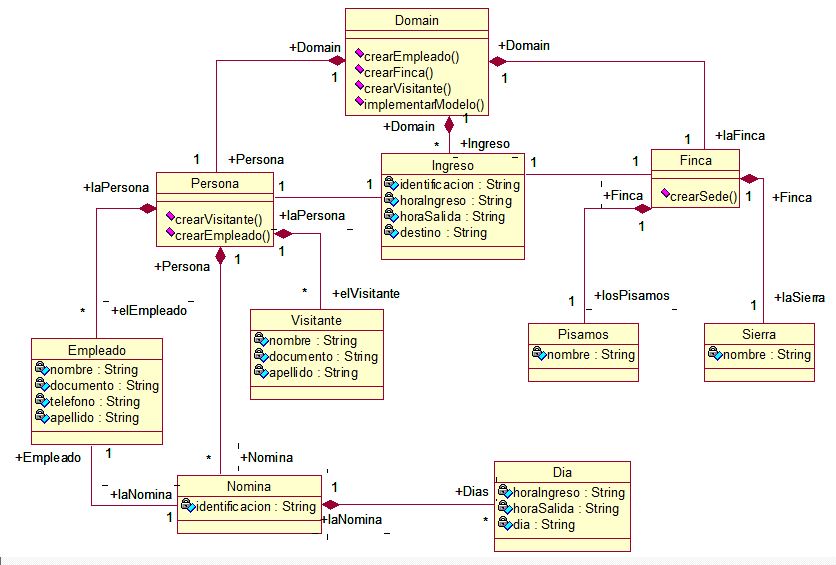 Domain
crearEmpleado()
crearFinca()
crearVisitante()
implementarModelo()
+Domain
1
+Domain
1
+Domain
1
1
+Persona
*
+Ingreso
1
+laFinca
Persona
crearVisitante()
crearEmpleado()
Ingreso
identificacion : String
horaIngreso : String
horaSalida : String
destino : String
Finca
crearSede()
1
1
1
1
+laPersona
1
+laPersona
1
+Persona
1
+Finca
1
+Finca
1
*
+elEmpleado
*
+elVisitante
1
+losPisamos
1
+laSierra
Empleado
nombre : String
documento : String
telefono : String
apellido : String
Visitante
nombre : String
documento : String
apellido : String
Pisamos
nombre : String
Sierra
nombre : String
+Empleado
1
*
+Nomina
+laNomina
1
Nomina
identificacion : String
1
+laNomina
+Dias
*
Dia
horaIngreso : String
horaSalida : String
dia : String